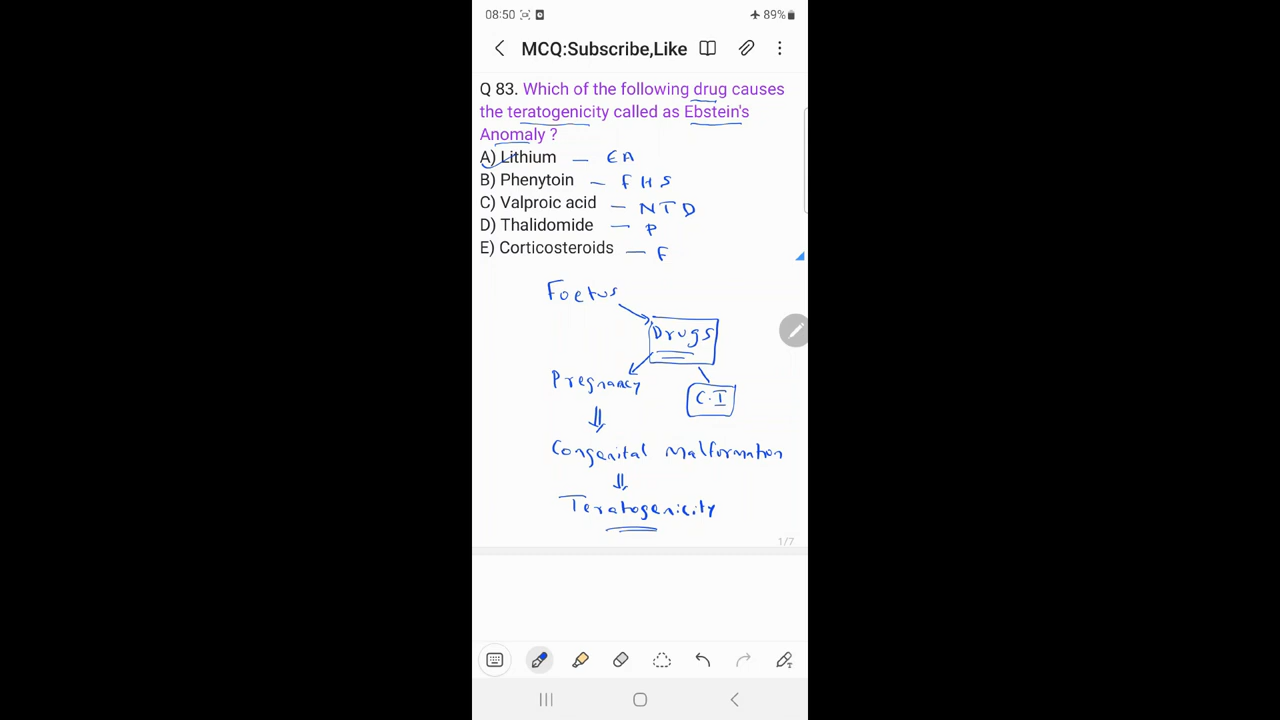 08:50 89%
MCQ:Subscribe,Like
Q 83. Which of the following drug causes
the teratogenicity called as Ebstein's
Anomaly ?
A) Lithium — EA
B) Phenytoin — FHS
C) Valproic acid — NTD
D) Thalidomide — P
E) Corticosteroids — F
Foetus
Drugs
Pregnancy
C.I
Congenital Malformation
Teratogenicity
1/7